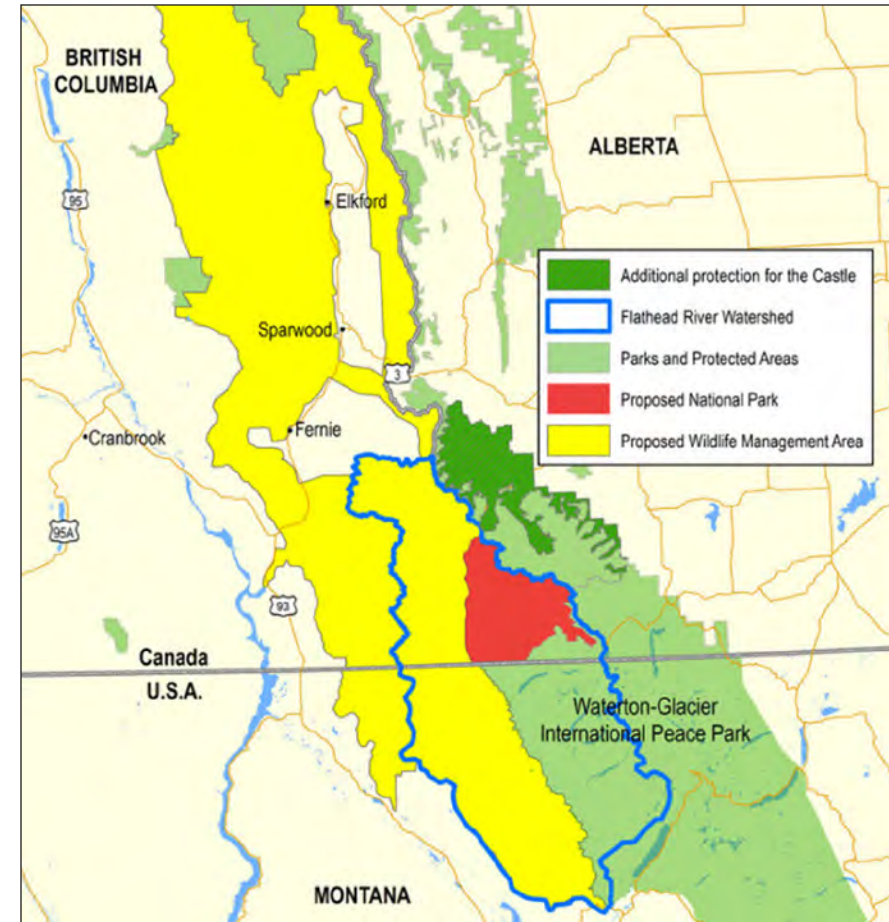 BRITISH
COLUMBIA
ALBERTA
95
Elkford
Additional protection for the Castle
Flathead River Watershed
Parks and Protected Areas
Proposed National Park
Proposed Wildlife Management Area
Sparwood
3
Fernie
Cranbrook
95A
93
Canada
U.S.A.
Waterton-Glacier
International Peace Park
MONTANA